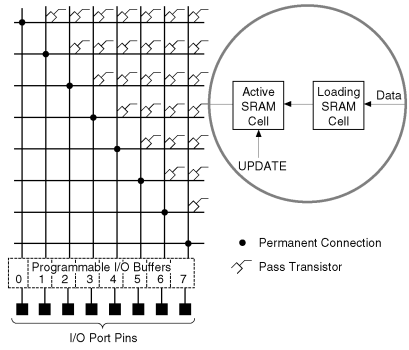 Active
SRAM
Cell
Loading
SRAM
Cell
Data
UPDATE
Permanent Connection
Pass Transistor
Programmable I/O Buffers
0 1 2 3 4 5 6 7
I/O Port Pins